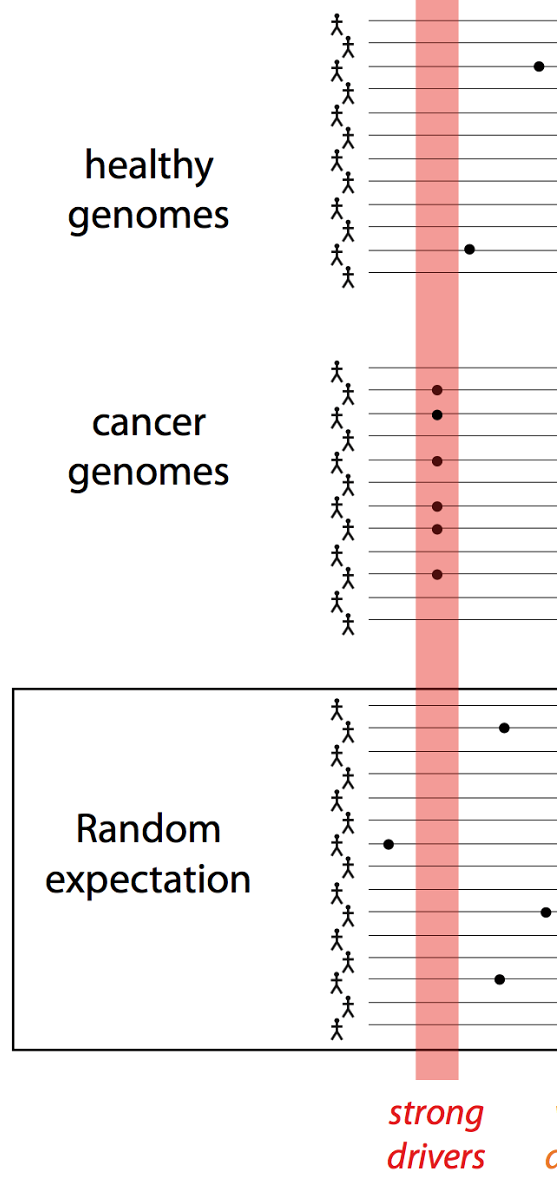 healthy
genomes
cancer
genomes
Random
expectation
strong
drivers